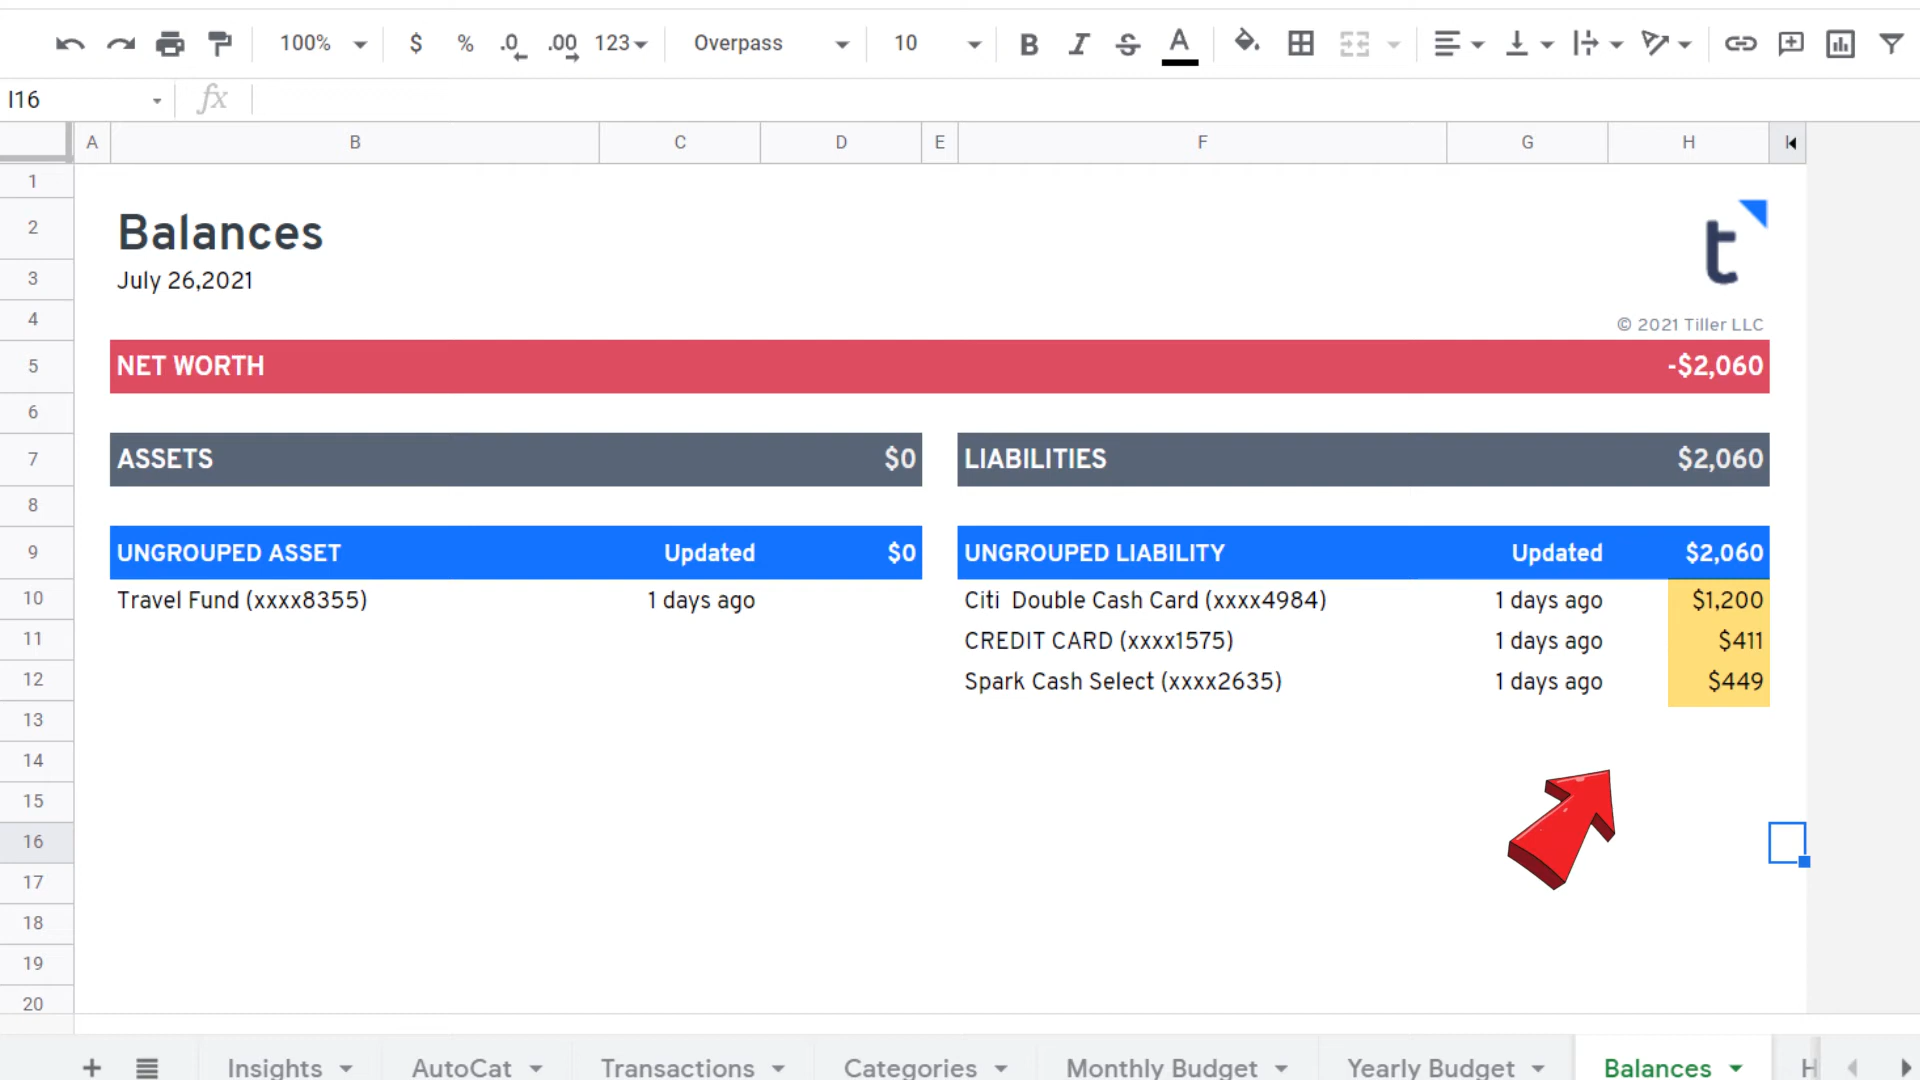 100% $ % .0 .00 123 Overpass 10 B I S A
I16 fx
A B C D E F G H
1
2 Balances t
3 July 26,2021
4 © 2021 Tiller LLC
5 NET WORTH -$2,060
6
7 ASSETS $0 LIABILITIES $2,060
8
9 UNGROUPED ASSET Updated $0 UNGROUPED LIABILITY Updated $2,060
10 Travel Fund (xxxx8355) 1 days ago Citi Double Cash Card (xxxx4984) 1 days ago $1,200
11 CREDIT CARD (xxxx1575) 1 days ago $411
12 Spark Cash Select (xxxx2635) 1 days ago $449
13
14
15
16
17
18
19
20
+ Insights AutoCat Transactions Categories Monthly Budget Yearly Budget Balances H